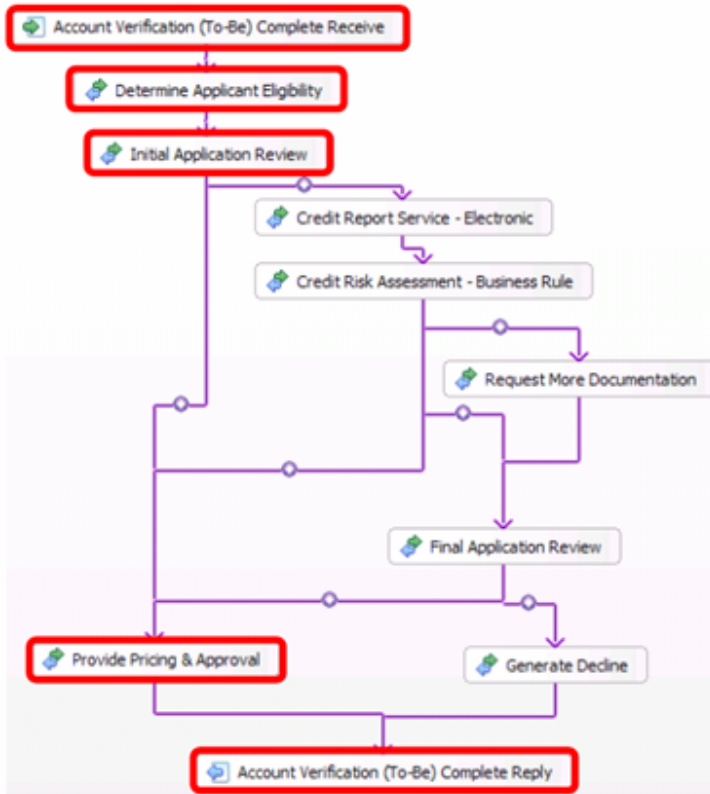 Account Verification (To-Be) Complete Receive
Determine Applicant Eligibility
Initial Application Review
Credit Report Service - Electronic
Credit Risk Assessment - Business Rule
Request More Documentation
Final Application Review
Provide Pricing & Approval
Generate Decline
Account Verification (To-Be) Complete Reply